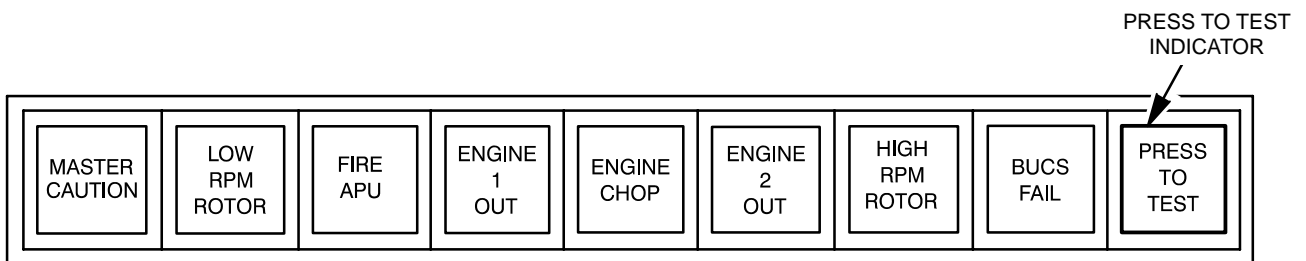 PRESS TO TEST
INDICATOR
MASTER
CAUTION
LOW
RPM
ROTOR
FIRE
APU
ENGINE
1
OUT
ENGINE
CHOP
ENGINE
2
OUT
HIGH
RPM
ROTOR
BUCS
FAIL
PRESS
TO
TEST